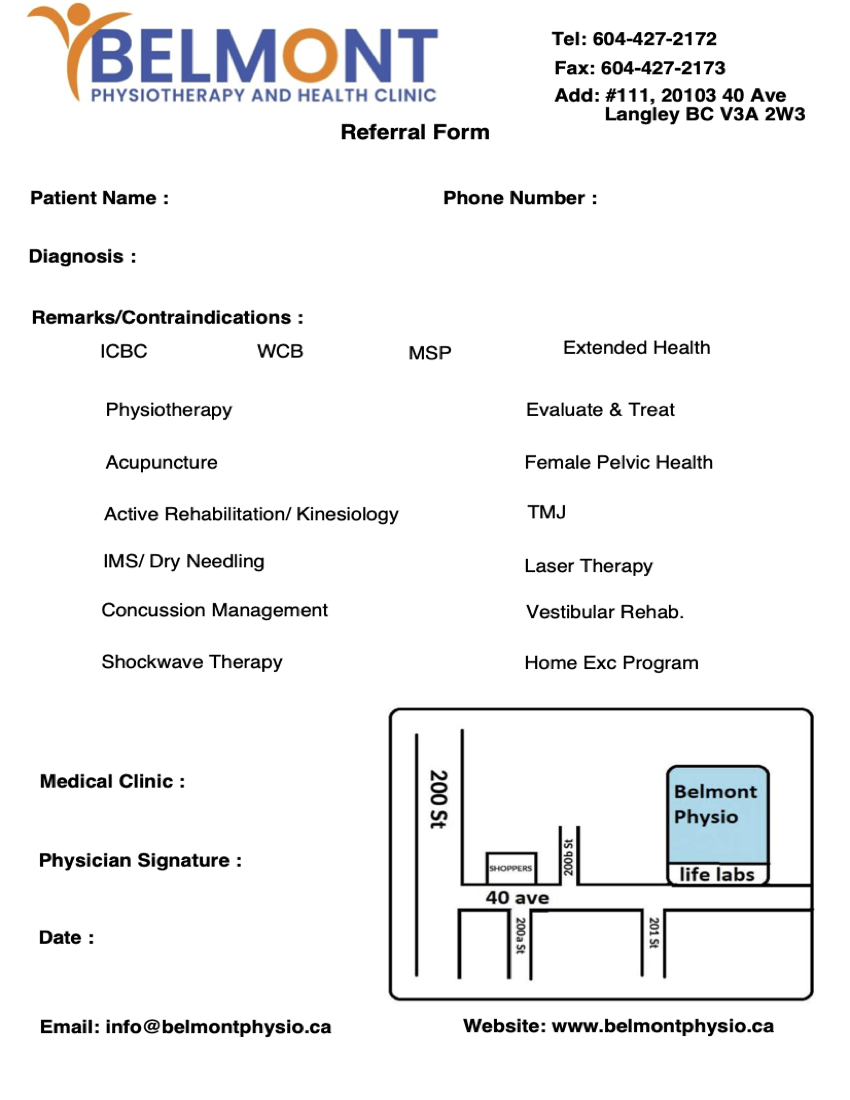 BELMONT
PHYSIOTHERAPY AND HEALTH CLINIC
Tel: 604-427-2172
Fax: 604-427-2173
Add: #111, 20103 40 Ave
Langley BC V3A 2W3
Referral Form
Patient Name :
Phone Number :
Diagnosis :
Remarks/Contraindications :
ICBC WCB MSP Extended Health
Physiotherapy
Evaluate & Treat
Acupuncture
Female Pelvic Health
Active Rehabilitation/ Kinesiology
TMJ
IMS/ Dry Needling
Laser Therapy
Concussion Management
Vestibular Rehab.
Shockwave Therapy
Home Exc Program
Medical Clinic :
Physician Signature :
Date :
200 St
Belmont
Physio
SHOPPERS
200b St
life labs
40 ave
200a St
201 St
Email: info@belmontphysio.ca
Website: www.belmontphysio.ca